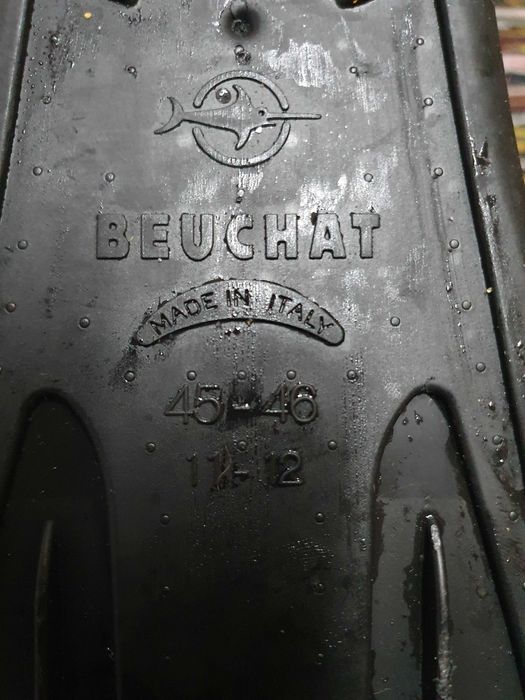 BEUCHAT
MADE IN ITALY
45-46
11-12